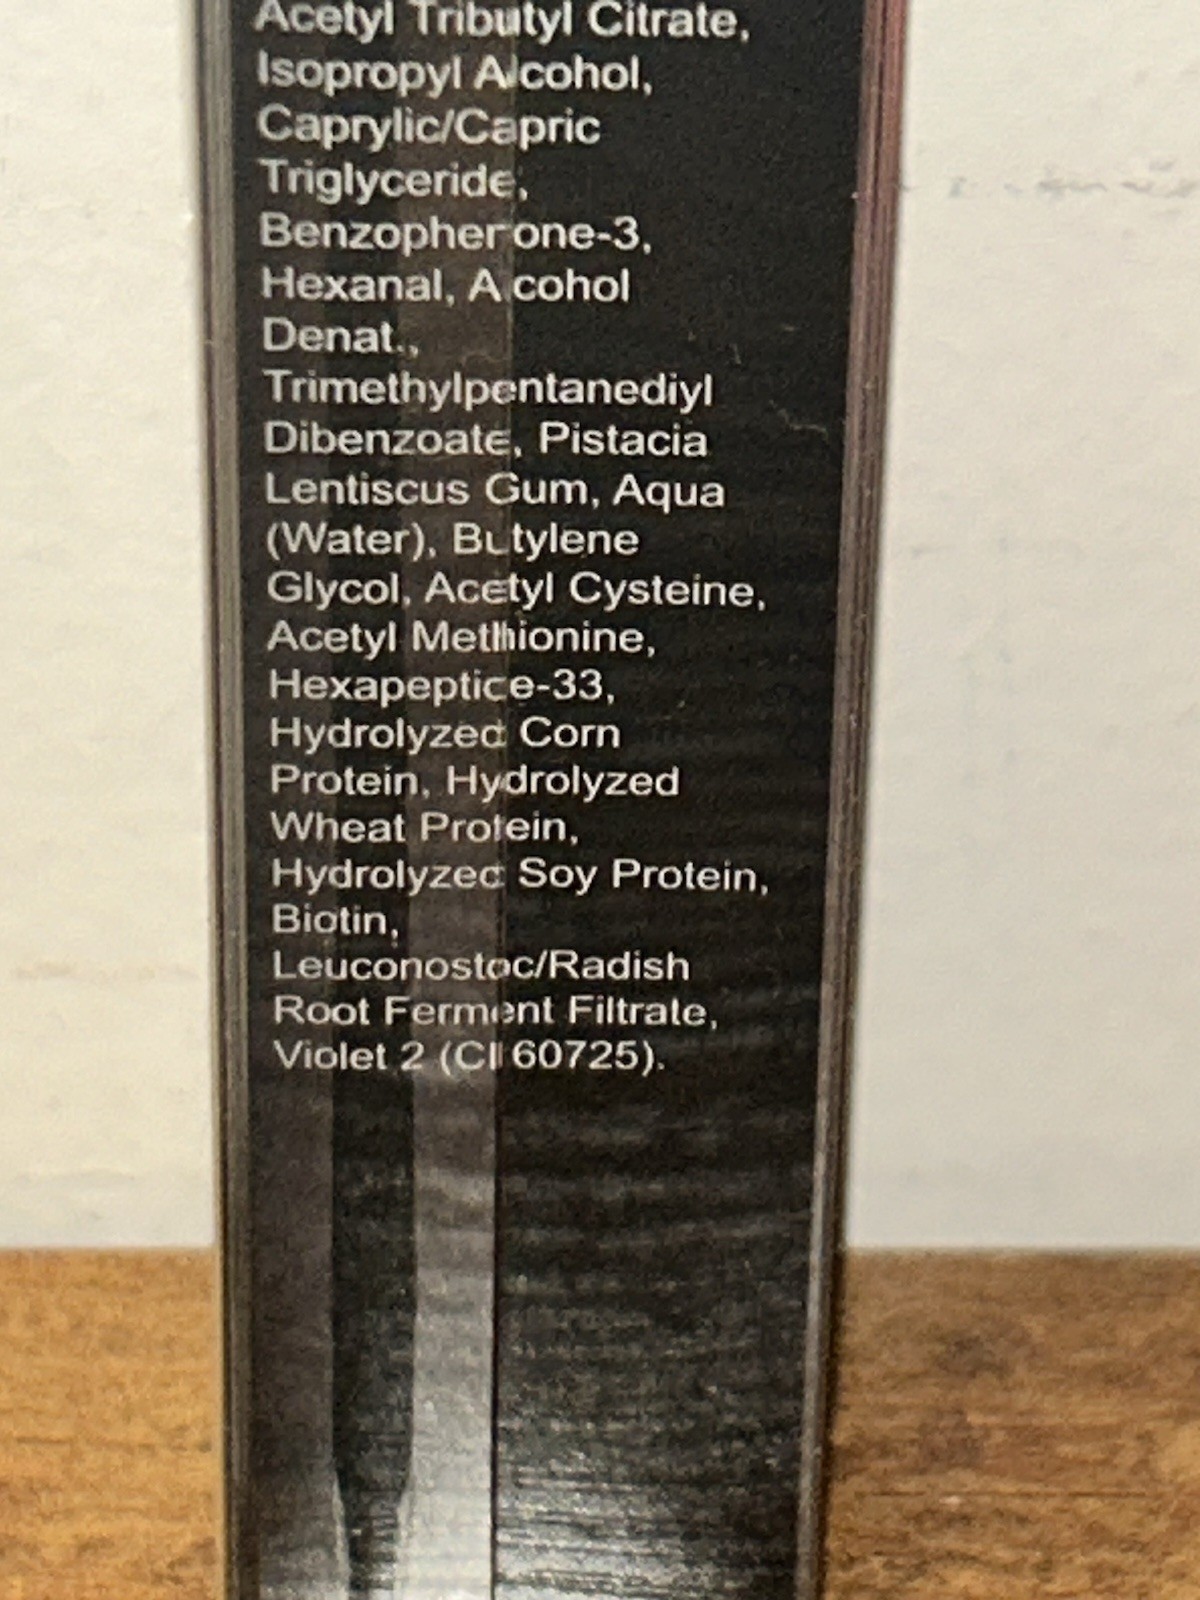 Acetyl Tributyl Citrate,
Isopropyl Alcohol,
Caprylic/Capric
Triglyceride,
Benzophenone-3,
Hexanal, Alcohol
Denat.,
Trimethylpentanediyl
Dibenzoate, Pistacia
Lentiscus Gum, Aqua
(Water), Butylene
Glycol, Acetyl Cysteine,
Acetyl Methionine,
Hexapeptide-33,
Hydrolyzed Corn
Protein, Hydrolyzed
Wheat Protein,
Hydrolyzed Soy Protein,
Biotin,
Leuconostoc/Radish
Root Ferment Filtrate,
Violet 2 (CI 60725).